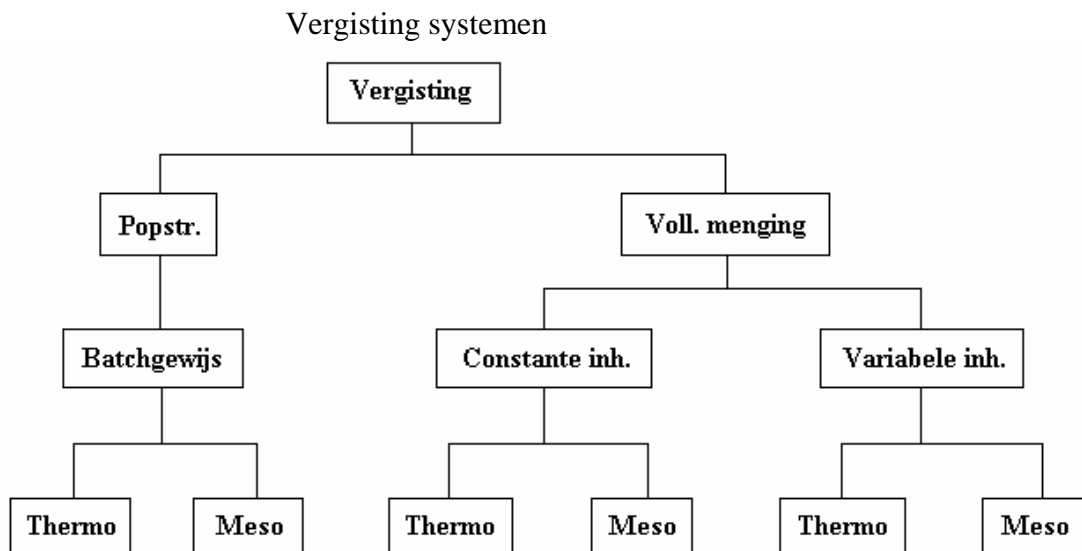 Vergisting systemen
Vergisting
Popstr.
Voll. menging
Batchgewijs
Constante inh.
Variabele inh.
Thermo
Meso
Thermo
Meso
Thermo
Meso